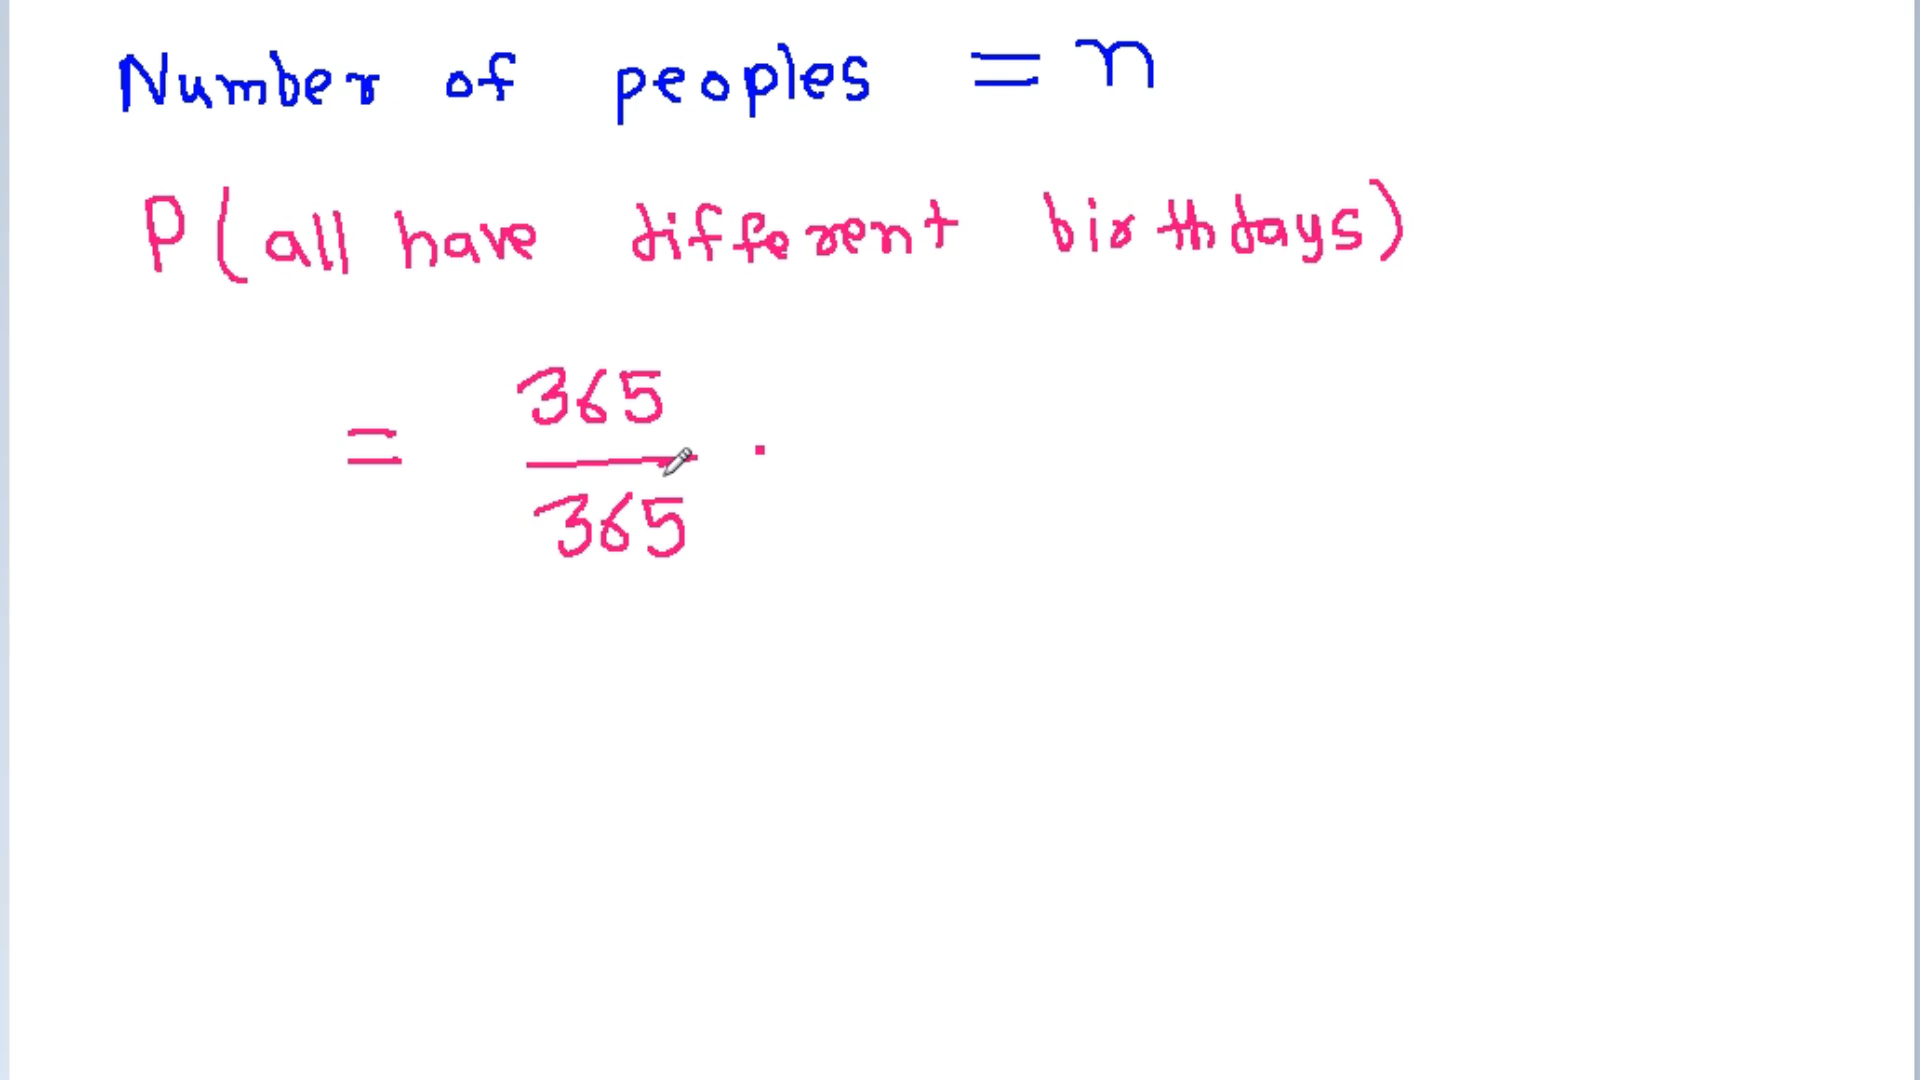 Number of peoples = n
P(all have different birthdays)
= 365/365 .